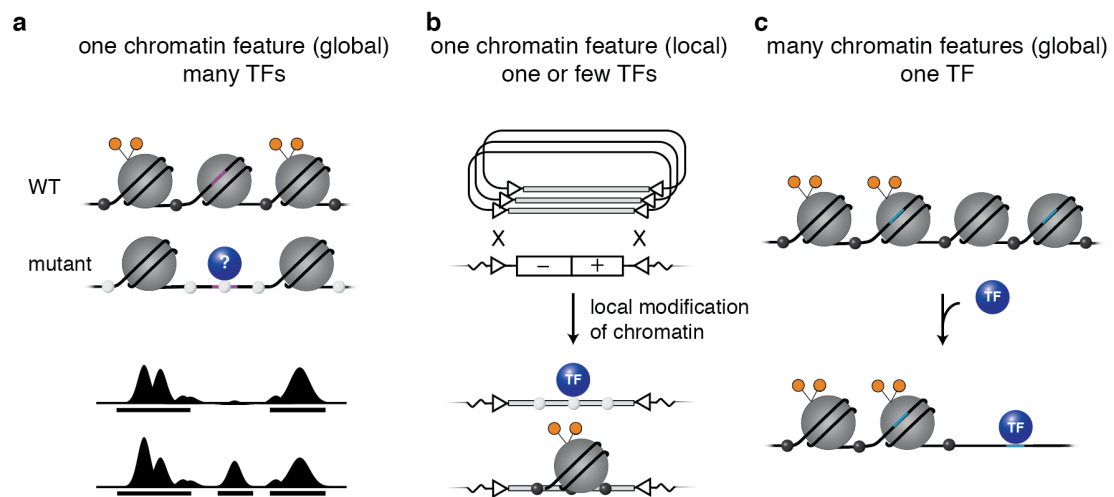 a
one chromatin feature (global)
many TFs
WT
mutant
?
b
one chromatin feature (local)
one or few TFs
X X
– +
local modification
of chromatin
TF
c
many chromatin features (global)
one TF
TF
TF